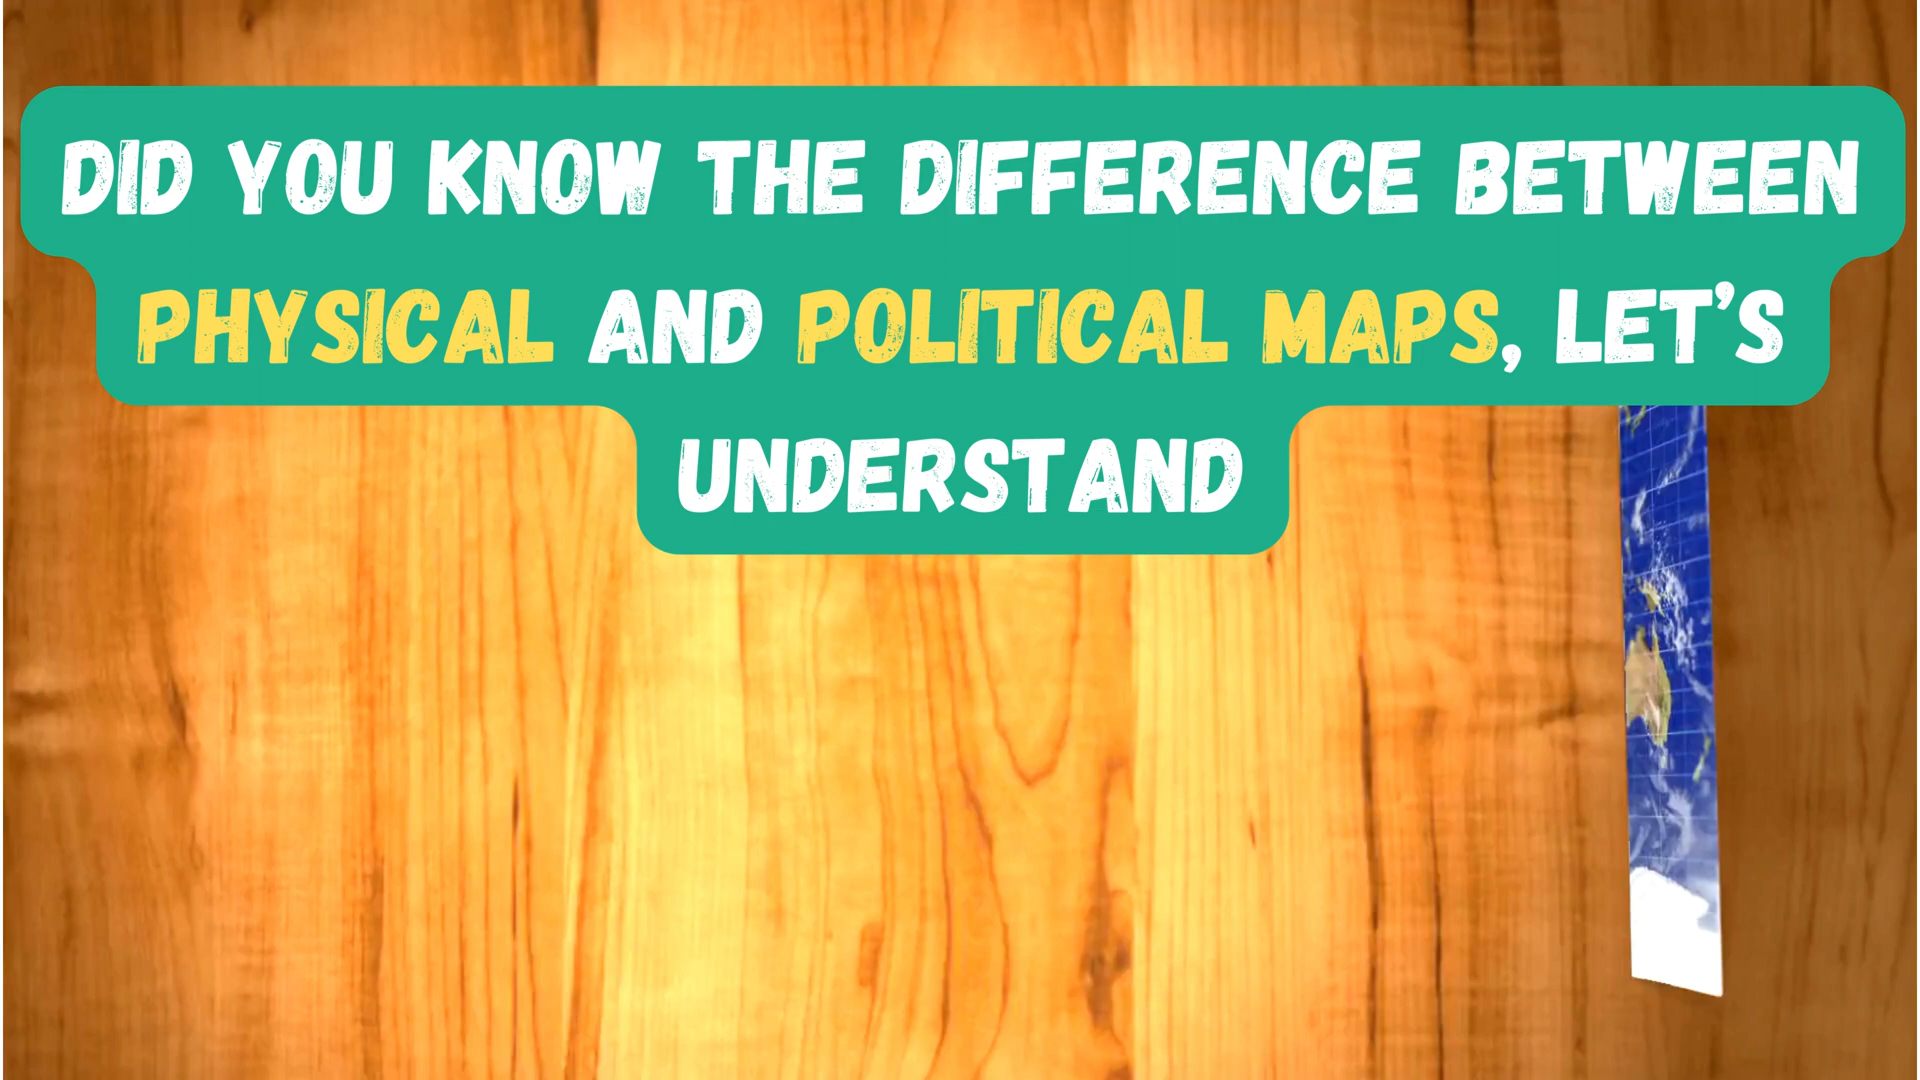 DID YOU KNOW THE DIFFERENCE BETWEEN
PHYSICAL AND POLITICAL MAPS, LET'S
UNDERSTAND